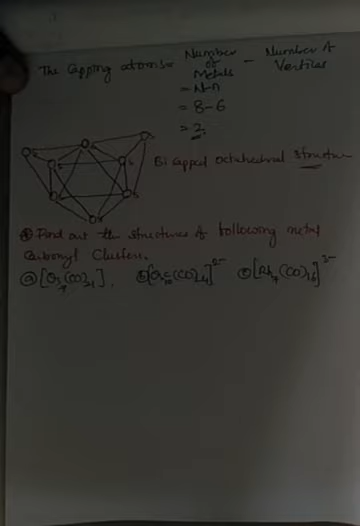 The Capping atoms = Number of Metals - Number of Vertices
= N-n
= 8-6
= 2.
Bi capped octahedral structure
Find out the structures of following metal
Carbonyl Clusters.
a [Os7(CO)21]. b [Os10(CO)24]2- c [Rh7(CO)16]3-